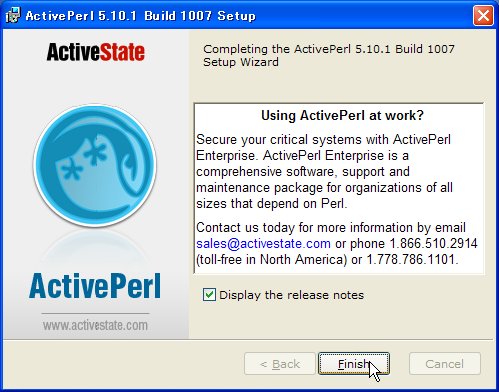 ActivePerl 5.10.1 Build 1007 Setup
ActiveState
Completing the ActivePerl 5.10.1 Build 1007
Setup Wizard
Using ActivePerl at work?
Secure your critical systems with ActivePerl
Enterprise. ActivePerl Enterprise is a
comprehensive software, support and
maintenance package for organizations of all
sizes that depend on Perl.
Contact us today for more information by email
sales@activestate.com or phone 1.866.510.2914
(toll-free in North America) or 1.778.786.1101.
ActivePerl
www.activestate.com
Display the release notes
< Back
Finish
Cancel